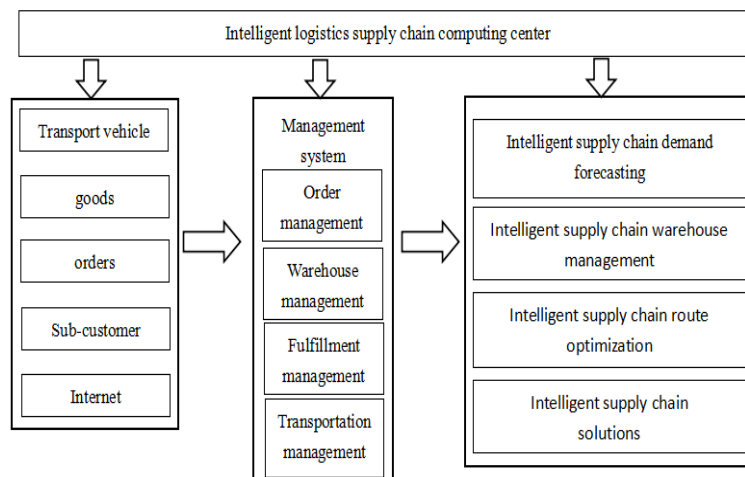 Intelligent logistics supply chain computing center
Transport vehicle
goods
orders
Sub-customer
Internet
Management
system
Order
management
Warehouse
management
Fulfillment
management
Transportation
management
Intelligent supply chain demand
forecasting
Intelligent supply chain warehouse
management
Intelligent supply chain route
optimization
Intelligent supply chain
solutions